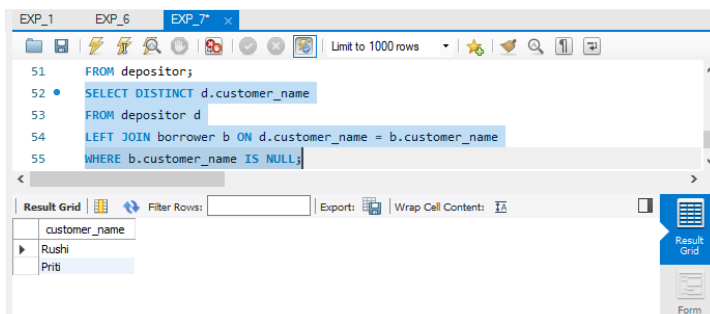 EXP_1 EXP_6 EXP_7* ×
Limit to 1000 rows
51 FROM depositor;
52 SELECT DISTINCT d.customer_name
53 FROM depositor d
54 LEFT JOIN borrower b ON d.customer_name = b.customer_name
55 WHERE b.customer_name IS NULL;
Result Grid Filter Rows: Export: Wrap Cell Content: IA
customer_name
Rushi
Priti
Result
Grid
Form